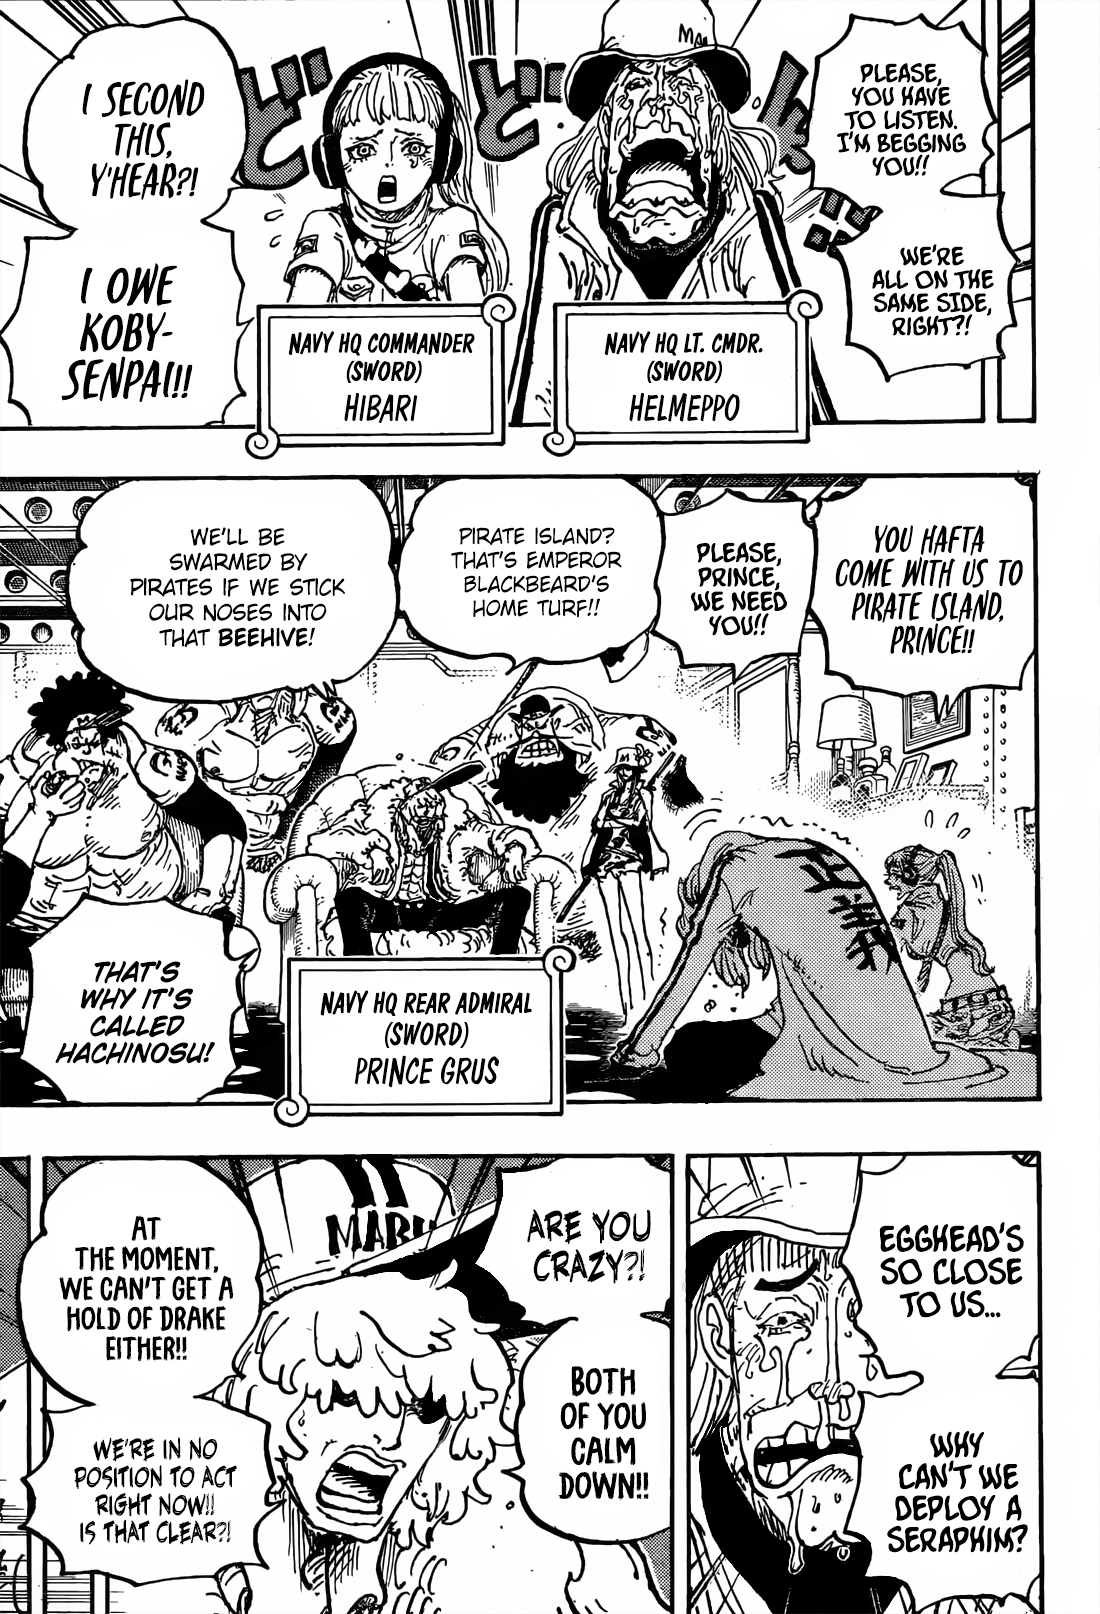 PLEASE,
YOU HAVE
TO LISTEN.
I'M BEGGING
YOU!!
WE'RE
ALL ON THE
SAME SIDE,
RIGHT?!
I SECOND
THIS,
Y'HEAR?!
I OWE
KOBY-
SENPAI!!
NAVY HQ LT. CMDR.
(SWORD)
HELMEPPO
NAVY HQ COMMANDER
(SWORD)
HIBARI
ド
ド
YOU HAFTA
COME WITH US TO
PIRATE ISLAND,
PRINCE!!
PLEASE,
PRINCE,
WE NEED
YOU!!
PIRATE ISLAND?
THAT'S EMPEROR
BLACKBEARD'S
HOME TURF!!
WE'LL BE
SWARMED BY
PIRATES IF WE STICK
OUR NOSES INTO
THAT BEEHIVE!
THAT'S
WHY IT'S
CALLED
HACHINOSU!
正義
NAVY HQ REAR ADMIRAL
(SWORD)
PRINCE GRUS
EGGHEAD'S
SO CLOSE
TO US...
WHY
CAN'T WE
DEPLOY A
SERAPHIM?
ARE YOU
CRAZY?!
BOTH
OF YOU
CALM
DOWN!!
AT
THE MOMENT,
WE CAN'T GET A
HOLD OF DRAKE
EITHER!!
WE'RE IN NO
POSITION TO ACT
RIGHT NOW!!
IS THAT CLEAR?!